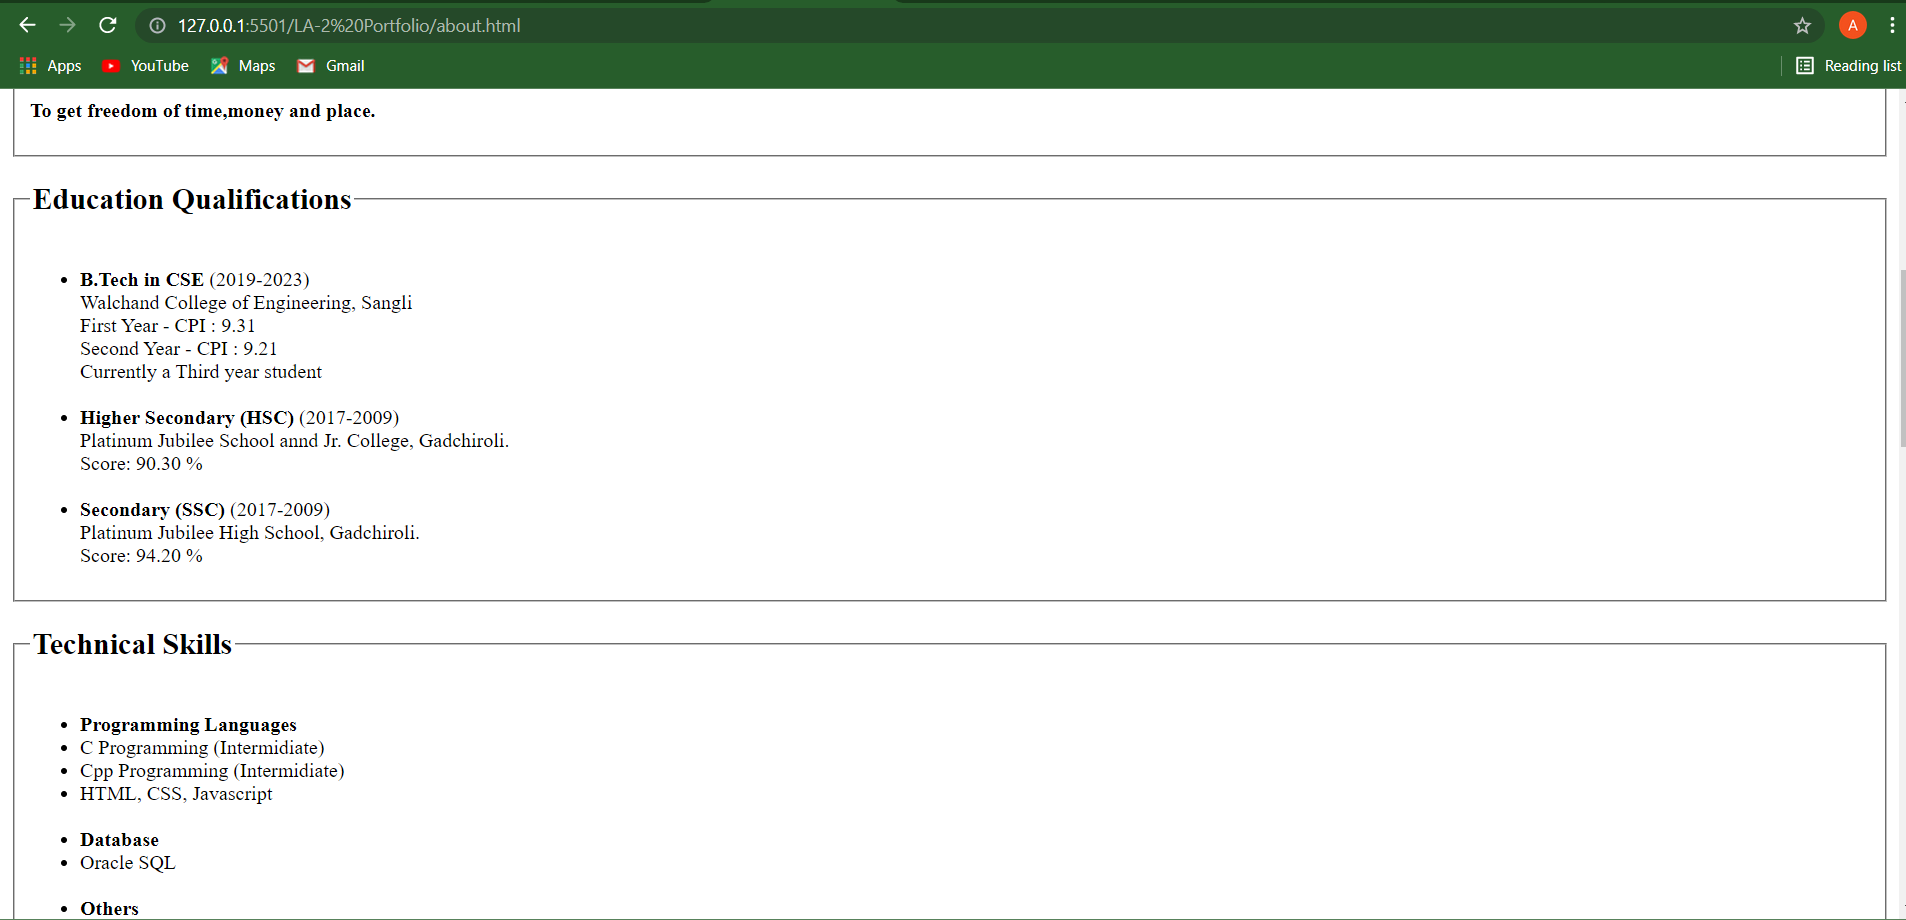 127.0.0.1:5501/LA-2%20Portfolio/about.html
A
Apps YouTube Maps Gmail Reading list
To get freedom of time,money and place.
Education Qualifications
• B.Tech in CSE (2019-2023)
Walchand College of Engineering, Sangli
First Year - CPI : 9.31
Second Year - CPI : 9.21
Currently a Third year student
• Higher Secondary (HSC) (2017-2009)
Platinum Jubilee School annd Jr. College, Gadchiroli.
Score: 90.30 %
• Secondary (SSC) (2017-2009)
Platinum Jubilee High School, Gadchiroli.
Score: 94.20 %
Technical Skills
• Programming Languages
• C Programming (Intermidiate)
• Cpp Programming (Intermidiate)
• HTML, CSS, Javascript
• Database
• Oracle SQL
• Others